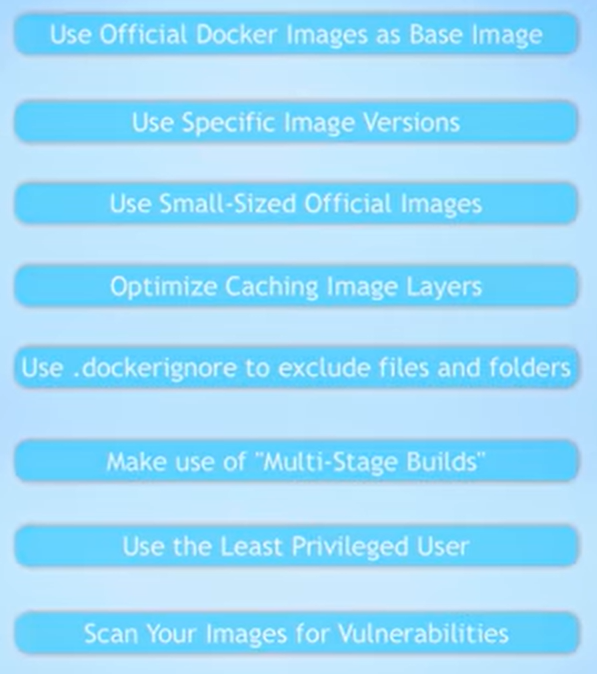 Use Official Docker Images as Base Image
Use Specific Image Versions
Use Small-Sized Official Images
Optimize Caching Image Layers
Use .dockerignore to exclude files and folders
Make use of "Multi-Stage Builds"
Use the Least Privileged User
Scan Your Images for Vulnerabilities